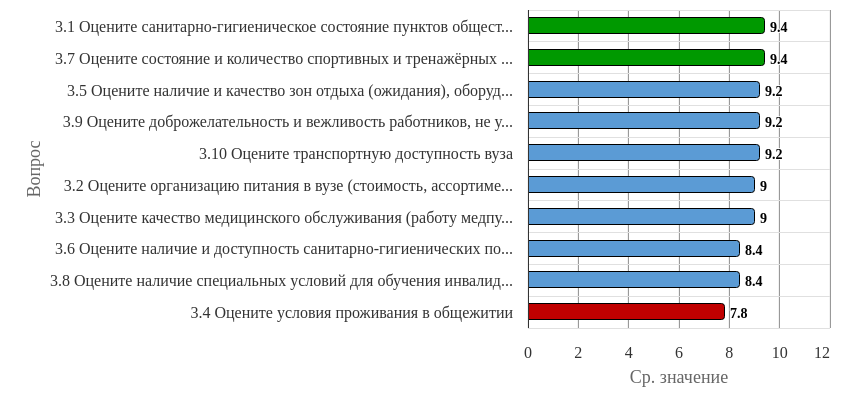 3.1 Оцените санитарно-гигиеническое состояние пунктов общест... 9.4
3.7 Оцените состояние и количество спортивных и тренажёрных ... 9.4
3.5 Оцените наличие и качество зон отдыха (ожидания), оборуд... 9.2
3.9 Оцените доброжелательность и вежливость работников, не у... 9.2
3.10 Оцените транспортную доступность вуза 9.2
3.2 Оцените организацию питания в вузе (стоимость, ассортиме... 9
3.3 Оцените качество медицинского обслуживания (работу медпу... 9
3.6 Оцените наличие и доступность санитарно-гигиенических по... 8.4
3.8 Оцените наличие специальных условий для обучения инвалид... 8.4
3.4 Оцените условия проживания в общежитии 7.8
Вопрос
0 2 4 6 8 10 12
Ср. значение